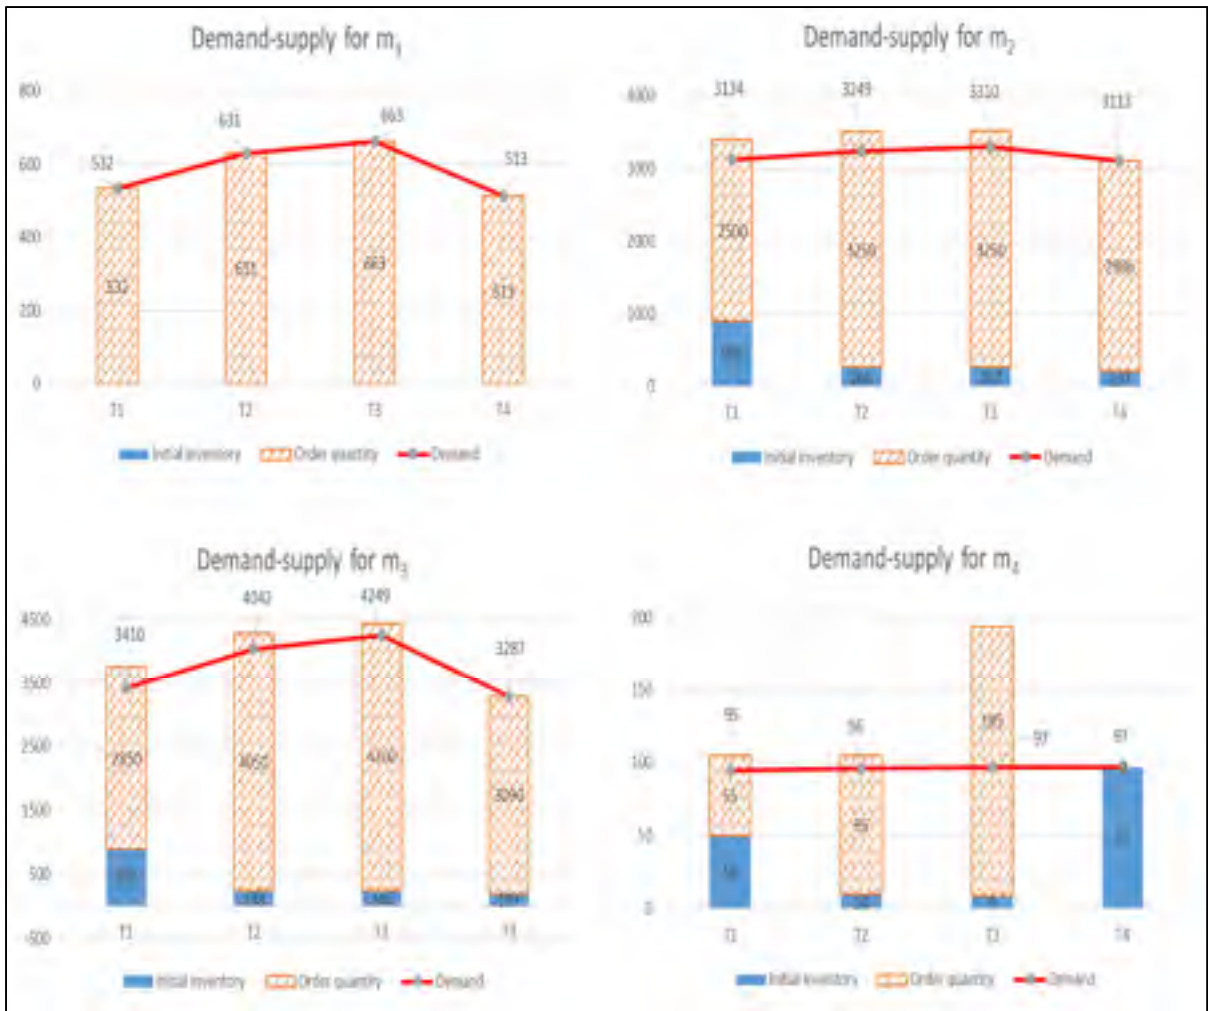 Demand-supply for m1
800
600
400
200
0
532
631
663
513
532
631
663
513
T1
T2
T3
T4
Initial inventory
Order quantity
Demand
Demand-supply for m2
4000
3000
2000
1000
0
3134
3249
3310
3113
2500
3250
3250
T1
T2
T3
T4
Initial inventory
Order quantity
Demand
Demand-supply for m3
4500
3500
2500
1500
500
-500
3410
4042
4249
3287
4050
T1
T2
Initial inventory
Order quantity
Demand
Demand-supply for m4
200
150
100
50
0
95
96
97
97
55
95
50
T1
T2
T3
T4
Initial inventory
Order quantity
Demand